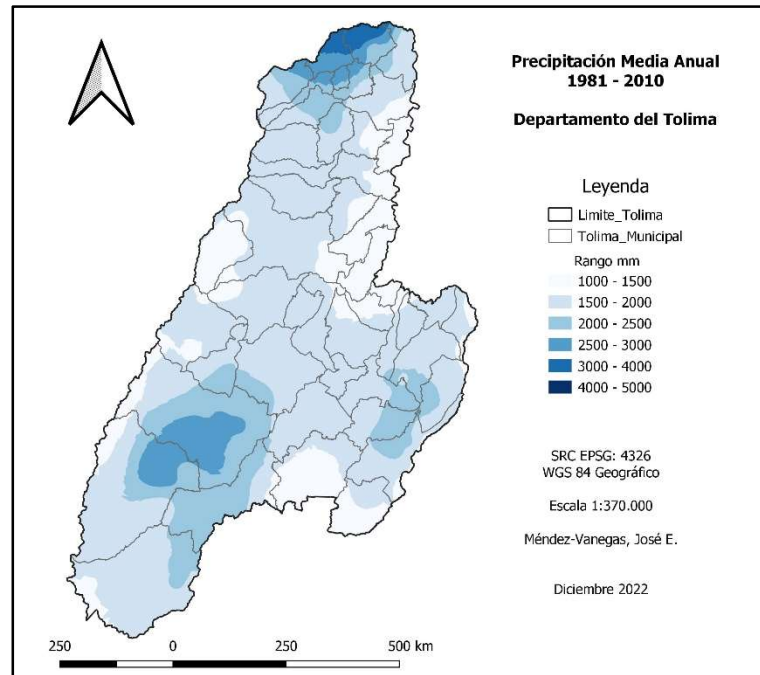 Precipitación Media Anual
1981 - 2010
Departamento del Tolima
Leyenda
Limite_Tolima
Tolima_Municipal
Rango mm
1000 - 1500
1500 - 2000
2000 - 2500
2500 - 3000
3000 - 4000
4000 - 5000
SRC EPSG: 4326
WGS 84 Geográfico
Escala 1:370.000
Méndez-Vanegas, José E.
Diciembre 2022
250 0 250 500 km